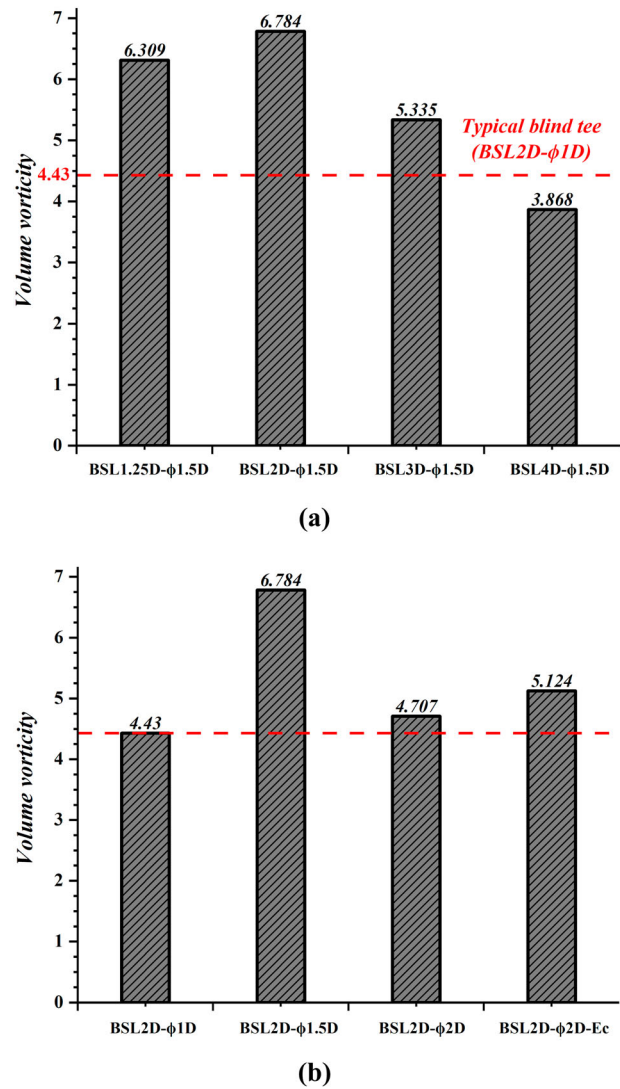 7
6
5
4.43
4
3
2
1
0
Volume vorticity
6.309
6.784
5.335
3.868
Typical blind tee
(BSL2D-ϕ1D)
BSL1.25D-ϕ1.5D
BSL2D-ϕ1.5D
BSL3D-ϕ1.5D
BSL4D-ϕ1.5D
(a)
7
6
5
4
3
2
1
0
Volume vorticity
4.43
6.784
4.707
5.124
BSL2D-ϕ1D
BSL2D-ϕ1.5D
BSL2D-ϕ2D
BSL2D-ϕ2D-Ec
(b)